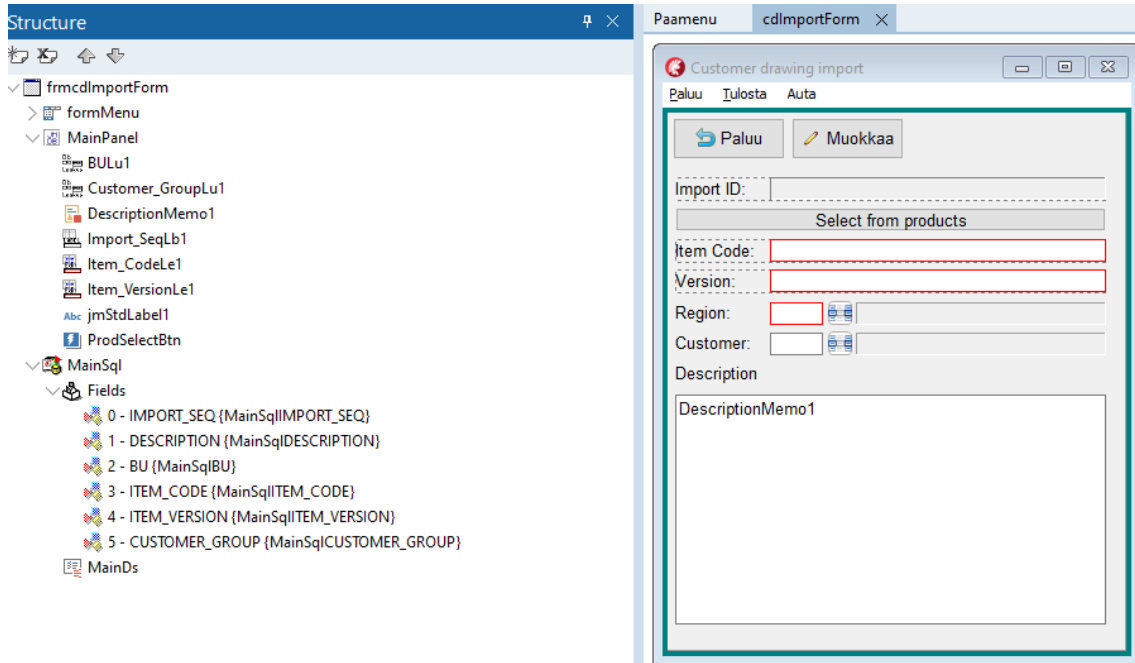 Structure
frmcdImportForm
formMenu
MainPanel
BULu1
Customer_GroupLu1
DescriptionMemo1
Import_SeqLb1
Item_CodeLe1
Item_VersionLe1
Abc jmStdLabel1
ProdSelectBtn
MainSql
Fields
0 - IMPORT_SEQ {MainSqlIMPORT_SEQ}
1 - DESCRIPTION {MainSqlDESCRIPTION}
2 - BU {MainSqlBU}
3 - ITEM_CODE {MainSqlITEM_CODE}
4 - ITEM_VERSION {MainSqlITEM_VERSION}
5 - CUSTOMER_GROUP {MainSqlCUSTOMER_GROUP}
MainDs
Paamenu cdImportForm
Customer drawing import
Paluu Tulosta Auta
Paluu Muokkaa
Import ID:
Select from products
Item Code:
Version:
Region:
Customer:
Description
DescriptionMemo1